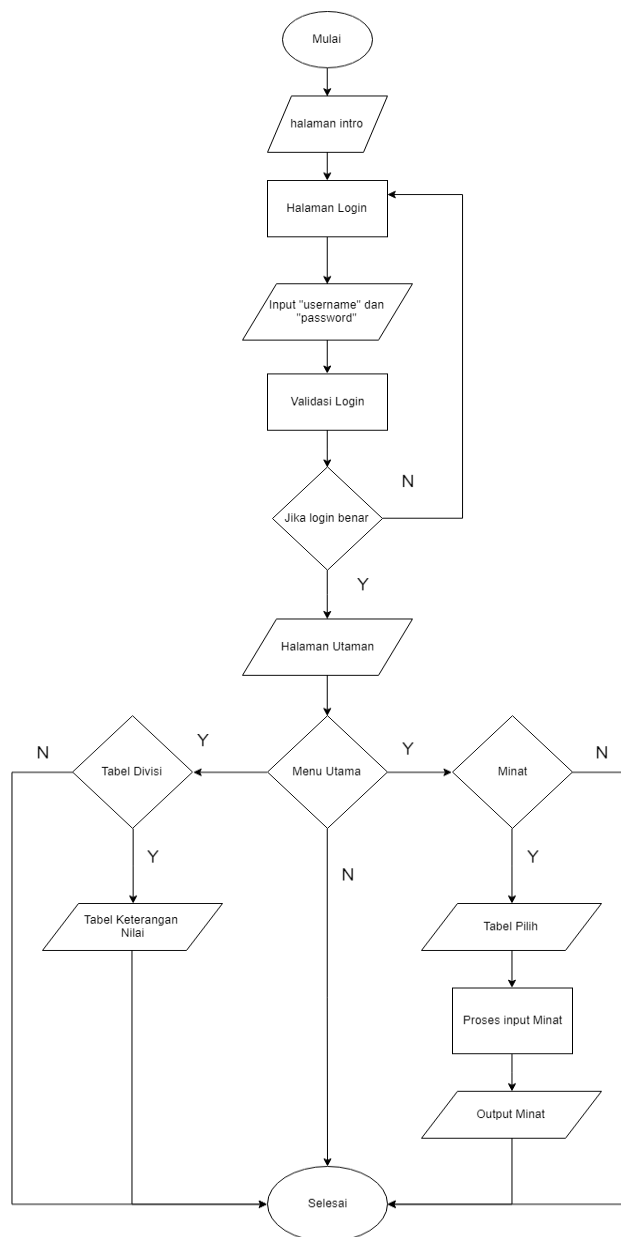 Mulai
halaman intro
Halaman Login
Input "username" dan
"password"
Validasi Login
N
Jika login benar
Y
Halaman Utaman
N
Y
Y
N
Tabel Divisi
Menu Utama
Minat
Y
N
Y
Tabel Keterangan
Nilai
Tabel Pilih
Proses input Minat
Output Minat
Selesai